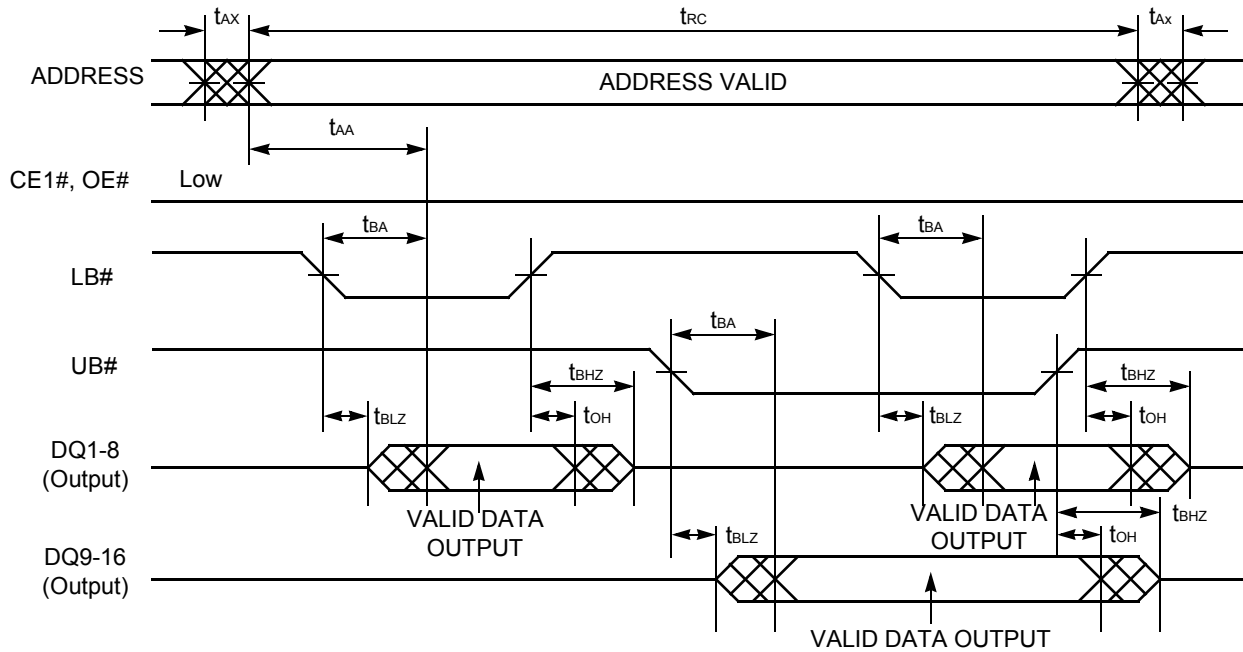 tAX tRC tAx
ADDRESS ADDRESS VALID
tAA
CE1#, OE# Low
tBA tBA
LB#
tBA
UB#
tBHZ tBHZ
tBLZ tOH tBLZ tOH
DQ1-8
(Output)
VALID DATA
OUTPUT
VALID DATA
OUTPUT
tBHZ
tBLZ tOH
DQ9-16
(Output)
VALID DATA OUTPUT